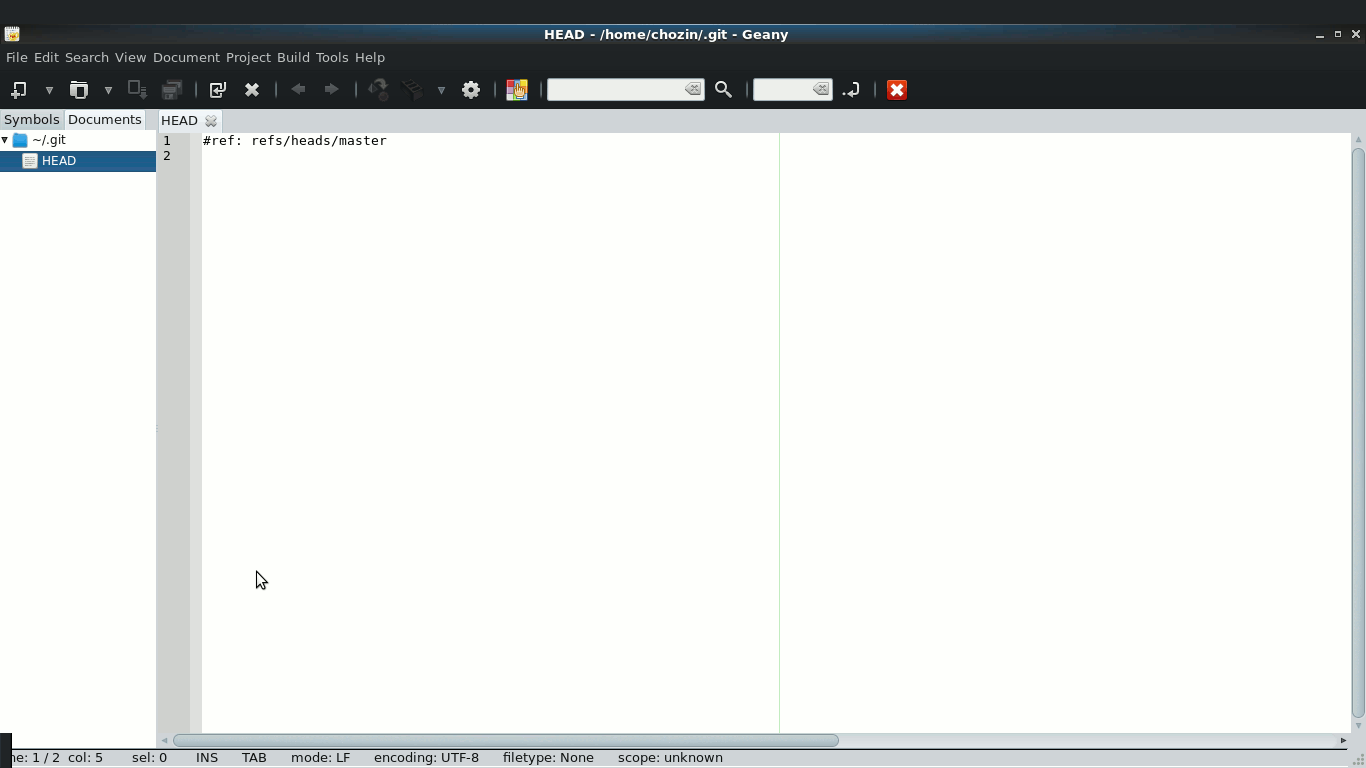 HEAD - /home/chozin/.git - Geany
File Edit Search View Document Project Build Tools Help
Symbols Documents HEAD
~/.git
HEAD
1 #ref: refs/heads/master
2
ne: 1 / 2 col: 5 sel: 0 INS TAB mode: LF encoding: UTF-8 filetype: None scope: unknown